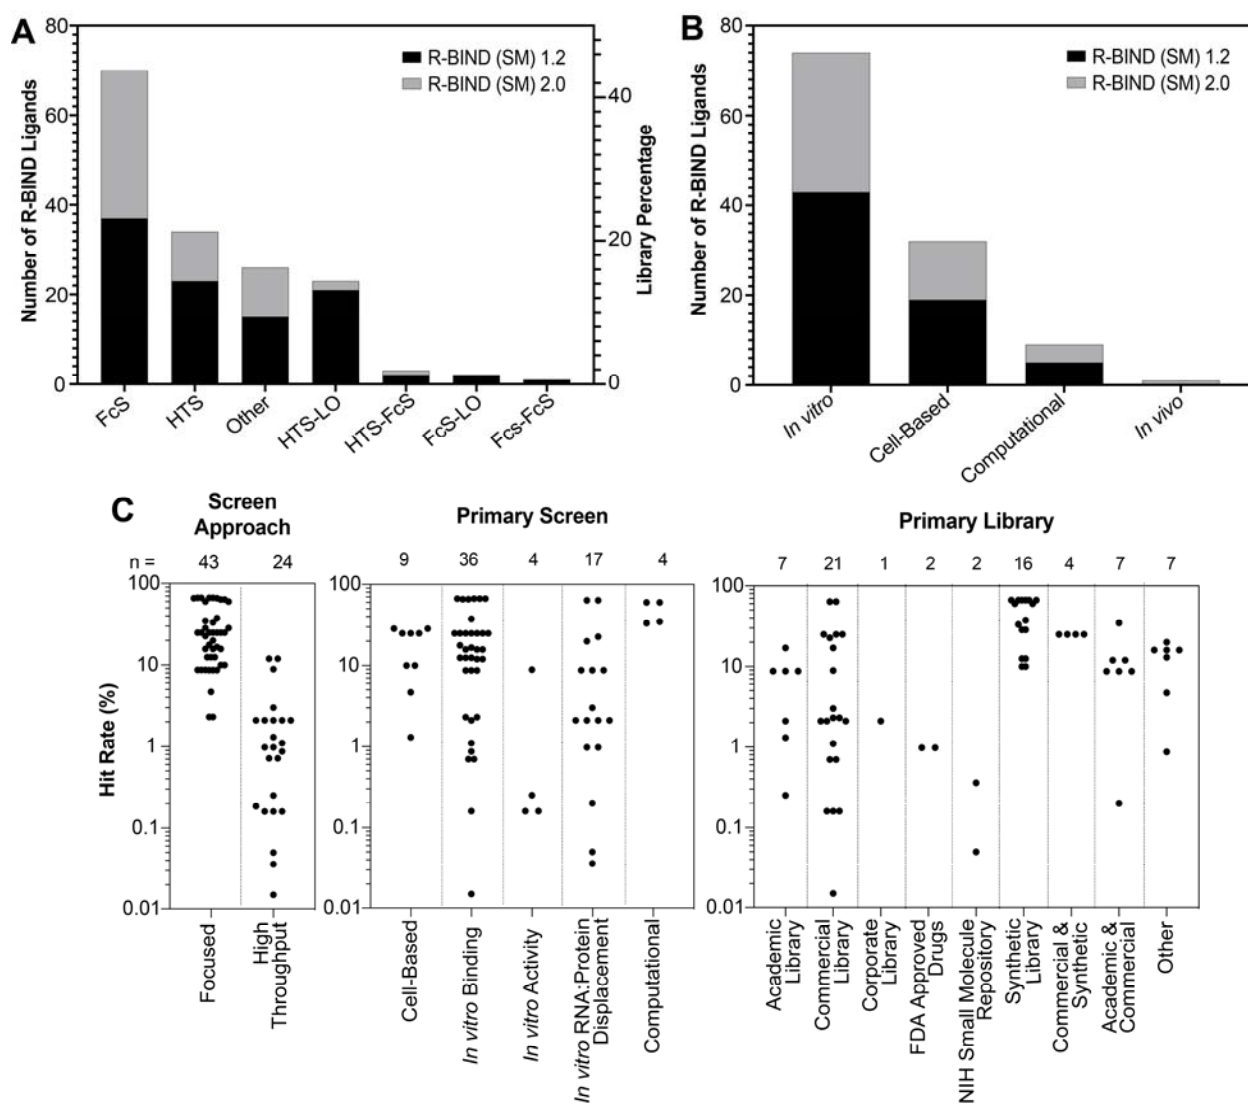 A
R-BIND (SM) 1.2
R-BIND (SM) 2.0
Number of R-BIND Ligands
80
60
40
20
0
Library Percentage
40
20
0
FcS
HTS
Other
HTS-LO
HTS-FcS
FcS-LO
Fcs-FcS
B
R-BIND (SM) 1.2
R-BIND (SM) 2.0
Number of R-BIND Ligands
80
60
40
20
0
In vitro
Cell-Based
Computational
In vivo
C
Screen
Approach
Primary Screen
Primary Library
n =
43
24
9
36
4
17
4
7
21
1
2
2
16
4
7
7
Hit Rate (%)
100
10
1
0.1
0.01
100
10
1
0.1
0.01
100
10
1
0.1
0.01
Focused
High
Throughput
Cell-Based
In vitro Binding
In vitro Activity
In vitro RNA:Protein
Displacement
Computational
Academic
Library
Commercial
Library
Corporate
Library
FDA Approved
Drugs
NIH Small Molecule
Repository
Synthetic
Library
Commercial &
Synthetic
Academic &
Commercial
Other